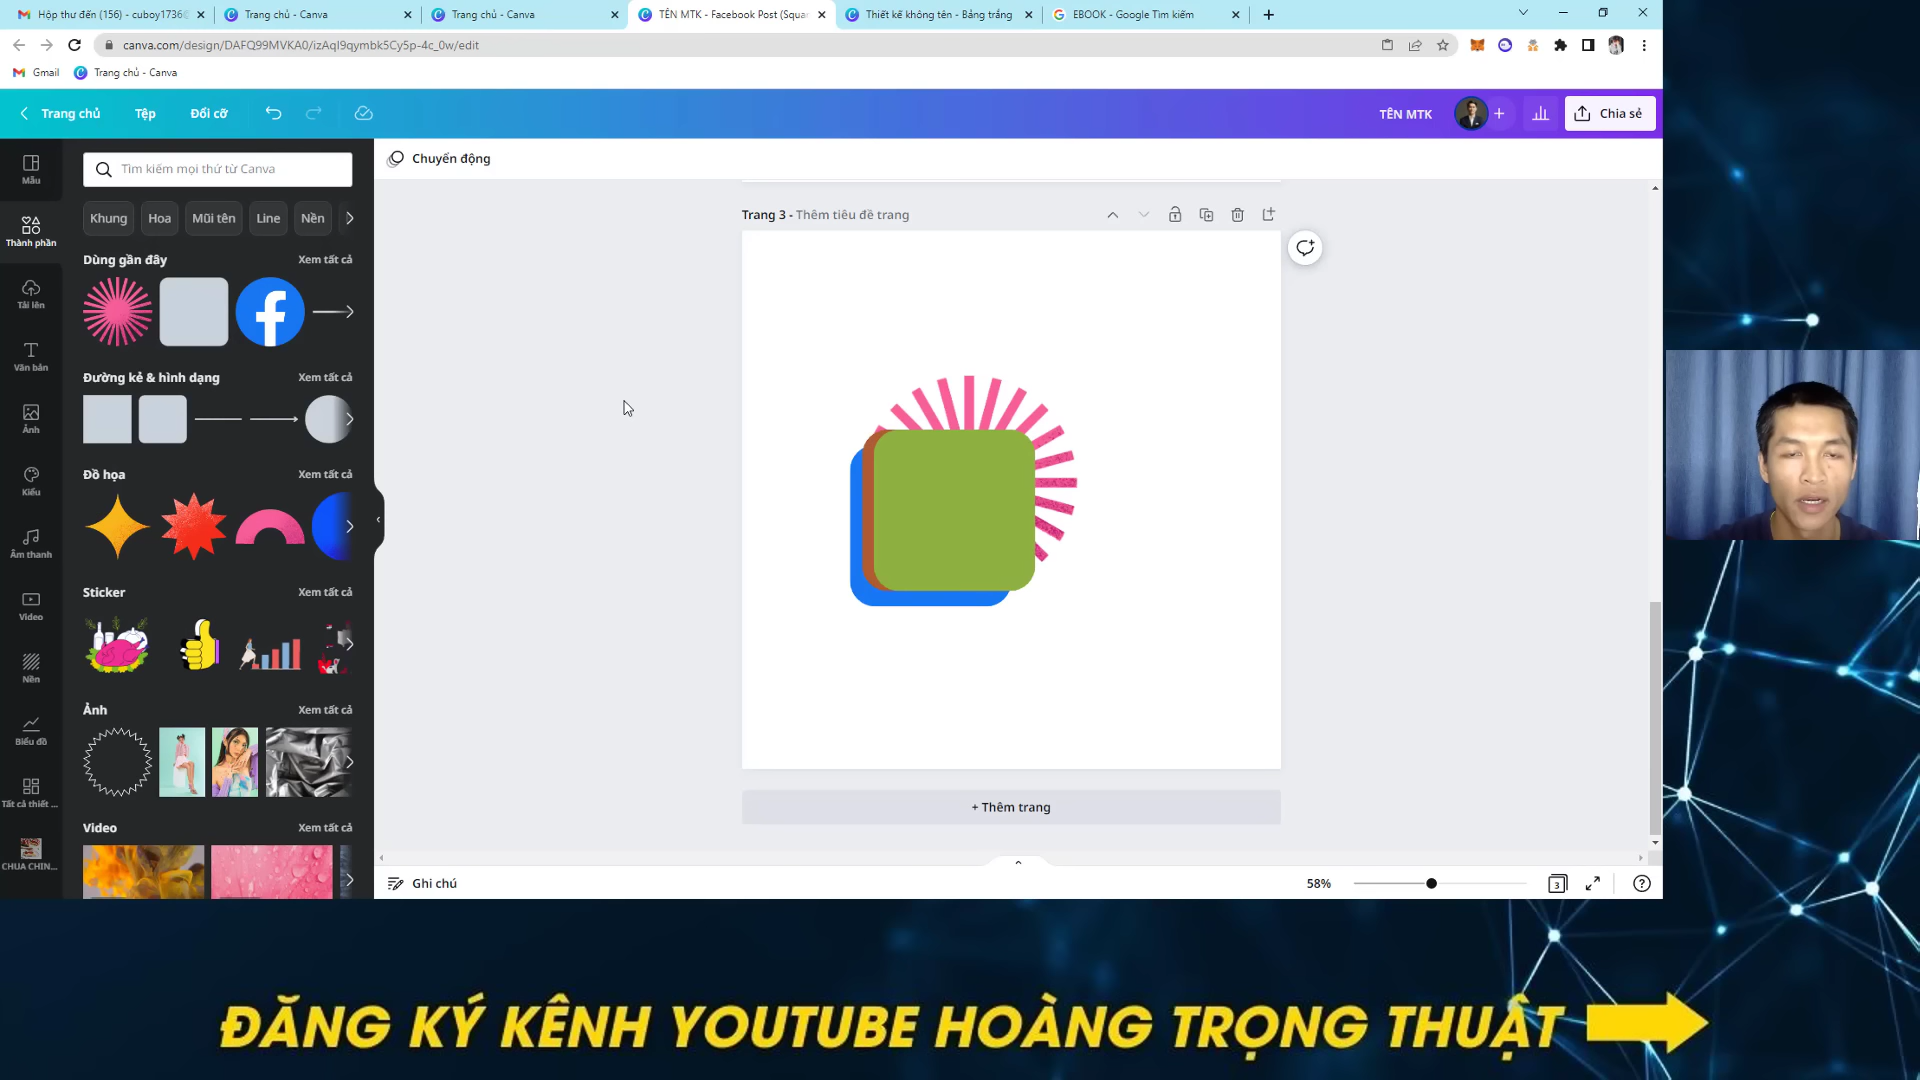 Hộp thư đến (156) - cuboy1736@
Trang chủ - Canva
Trang chủ - Canva
TÊN MTK - Facebook Post (Squar
Thiết kế không tên - Bảng trắng
EBOOK - Google Tìm kiếm
canva.com/design/DAFQ99MVKA0/izAqI9qymbk5Cy5p-4c_0w/edit
Gmail
Trang chủ - Canva
Trang chủ
Tệp
Đổi cỡ
TÊN MTK
Chia sẻ
Mẫu
Thành phần
Tải lên
Văn bản
Ảnh
Kiểu
Âm thanh
Video
Nền
Biểu đồ
Tất cả thiết ...
CHUA CHIN...
Tìm kiếm mọi thứ từ Canva
Khung
Hoa
Mũi tên
Line
Nền
Dùng gần đây
Xem tất cả
Đường kẻ & hình dạng
Xem tất cả
Đồ họa
Xem tất cả
Sticker
Xem tất cả
Ảnh
Xem tất cả
Video
Xem tất cả
Chuyển động
Trang 3 - Thêm tiêu đề trang
+ Thêm trang
Ghi chú
58%
3
ĐĂNG KÝ KÊNH YOUTUBE HOÀNG TRỌNG THUẬT